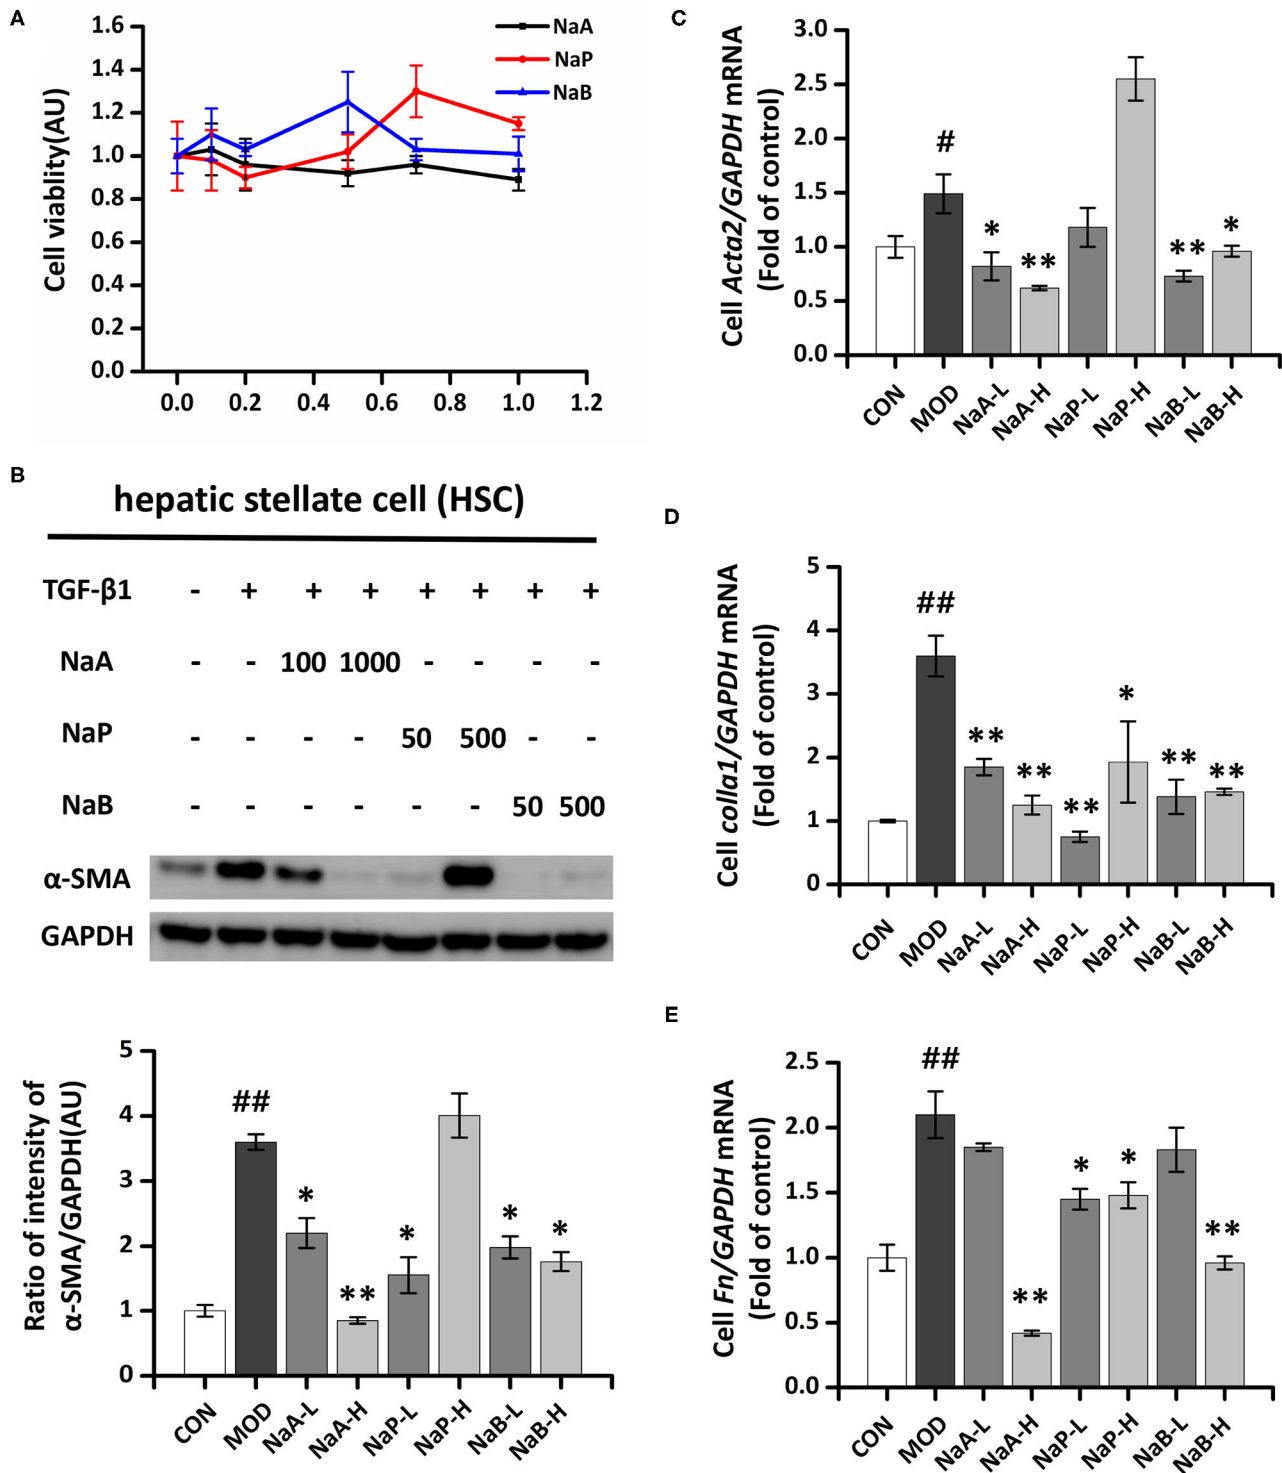 A
Cell viablity(AU)
1.6
1.4
1.2
1.0
0.8
0.6
0.4
0.2
0.0
0.0 0.2 0.4 0.6 0.8 1.0 1.2
NaA
NaP
NaB
B
hepatic stellate cell (HSC)
TGF-β1 - + + + + + + +
NaA - - 100 1000 - - - -
NaP - - - - 50 500 - -
NaB - - - - - - 50 500
α-SMA
GAPDH
Ratio of intensity of
α-SMA/GAPDH(AU)
5
4
3
2
1
0
##
*
**
*
*
*
CON MOD NaA-L NaA-H NaP-L NaP-H NaB-L NaB-H
C
Cell Acta2/GAPDH mRNA
(Fold of control)
3.0
2.5
2.0
1.5
1.0
0.5
0.0
#
*
**
**
*
CON MOD NaA-L NaA-H NaP-L NaP-H NaB-L NaB-H
D
Cell colla1/GAPDH mRNA
(Fold of control)
5
4
3
2
1
0
##
**
**
**
*
**
**
CON MOD NaA-L NaA-H NaP-L NaP-H NaB-L NaB-H
E
Cell Fn/GAPDH mRNA
(Fold of control)
2.5
2.0
1.5
1.0
0.5
0.0
##
**
*
*
**
CON MOD NaA-L NaA-H NaP-L NaP-H NaB-L NaB-H